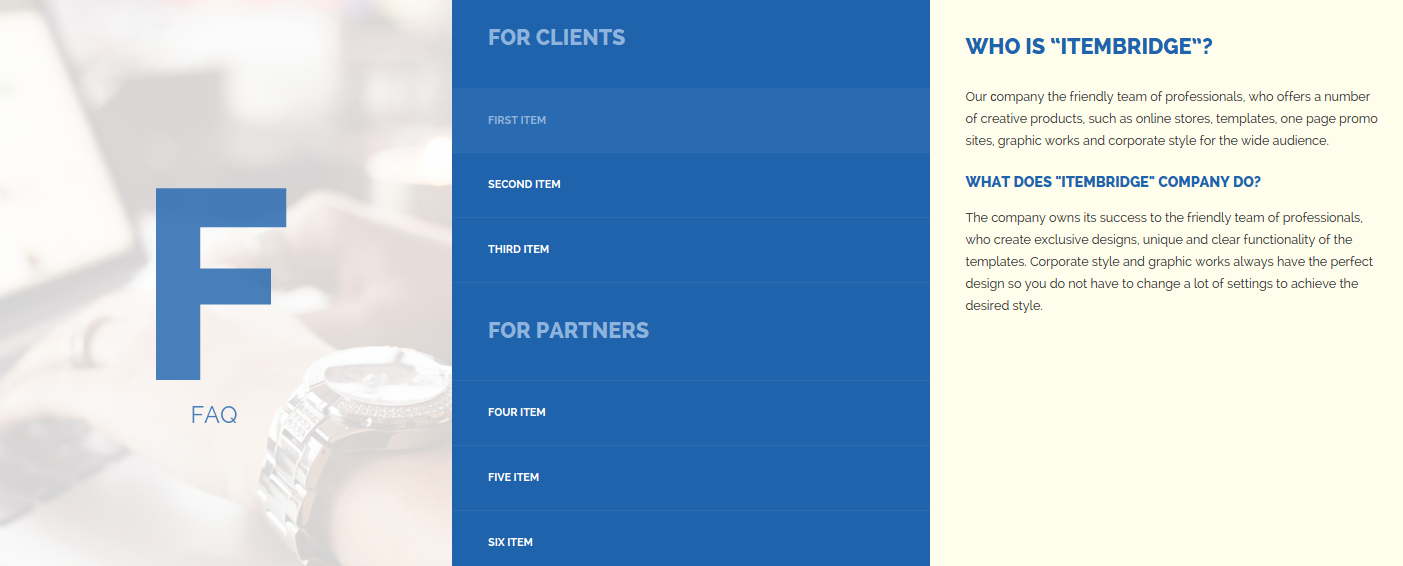 F
FAQ
FOR CLIENTS
FIRST ITEM
SECOND ITEM
THIRD ITEM
FOR PARTNERS
FOUR ITEM
FIVE ITEM
SIX ITEM
WHO IS “ITEMBRIDGE”?
Our company the friendly team of professionals, who offers a number
of creative products, such as online stores, templates, one page promo
sites, graphic works and corporate style for the wide audience.
WHAT DOES "ITEMBRIDGE" COMPANY DO?
The company owns its success to the friendly team of professionals,
who create exclusive designs, unique and clear functionality of the
templates. Corporate style and graphic works always have the perfect
design so you do not have to change a lot of settings to achieve the
desired style.